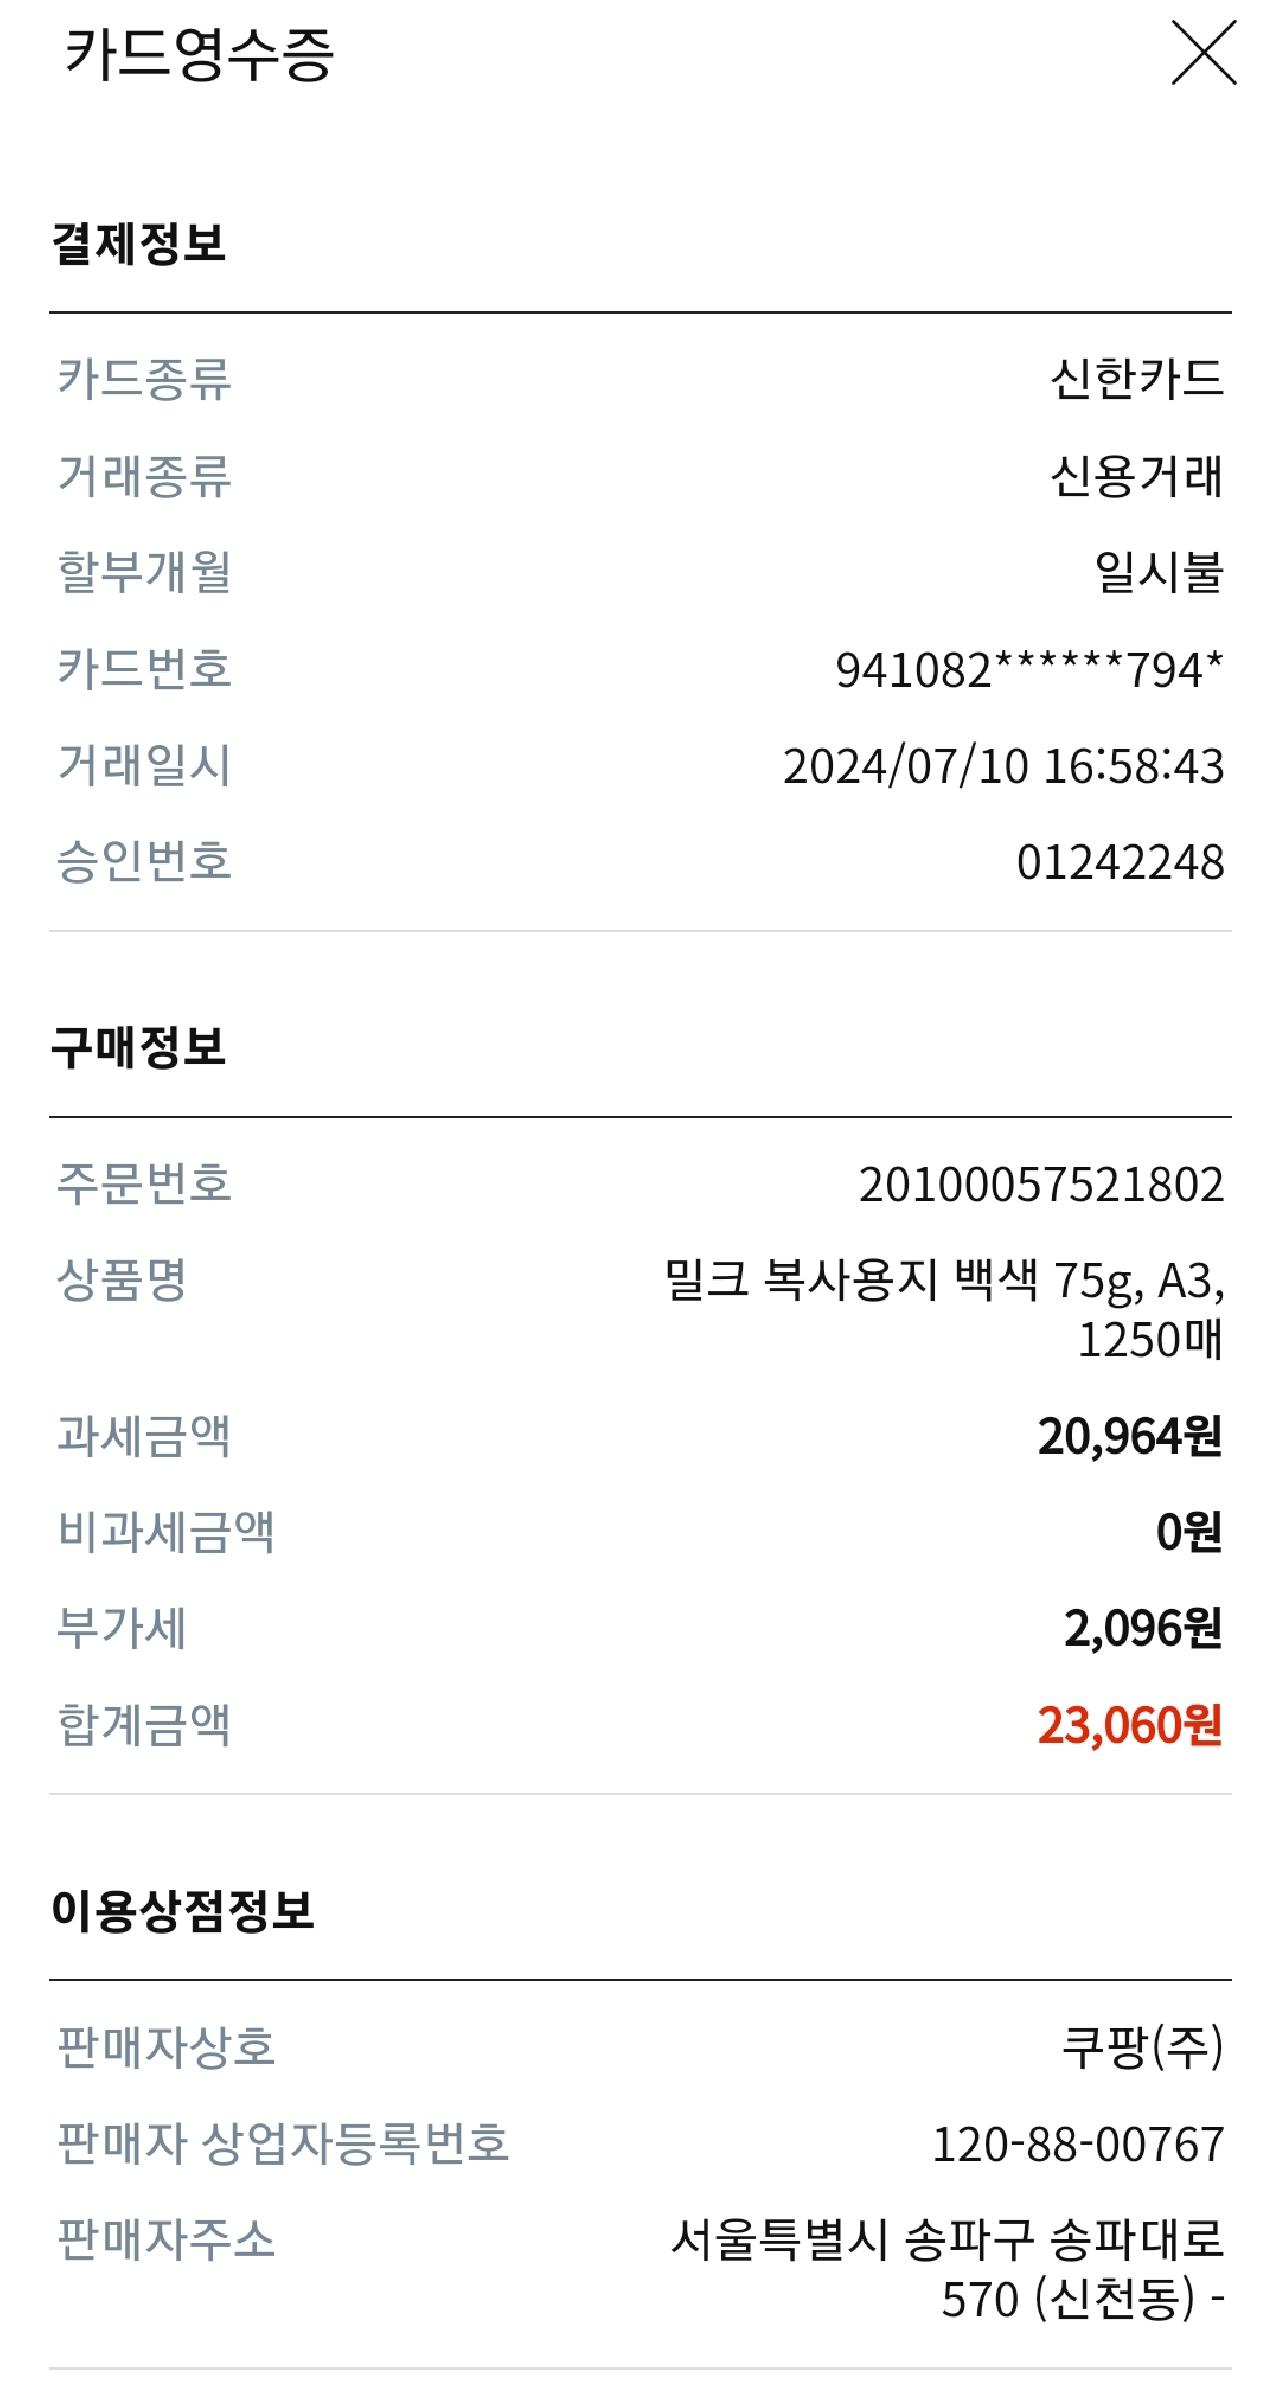 카드영수증
결제정보
카드종류 신한카드
거래종류 신용거래
할부개월 일시불
카드번호 941082******794*
거래일시 2024/07/10 16:58:43
승인번호 01242248
구매정보
주문번호 20100057521802
상품명 밀크 복사용지 백색 75g, A3,
1250매
과세금액 20,964원
비과세금액 0원
부가세 2,096원
합계금액 23,060원
이용상점정보
판매자상호 쿠팡(주)
판매자 상업자등록번호 120-88-00767
판매자주소 서울특별시 송파구 송파대로
570 (신천동) -